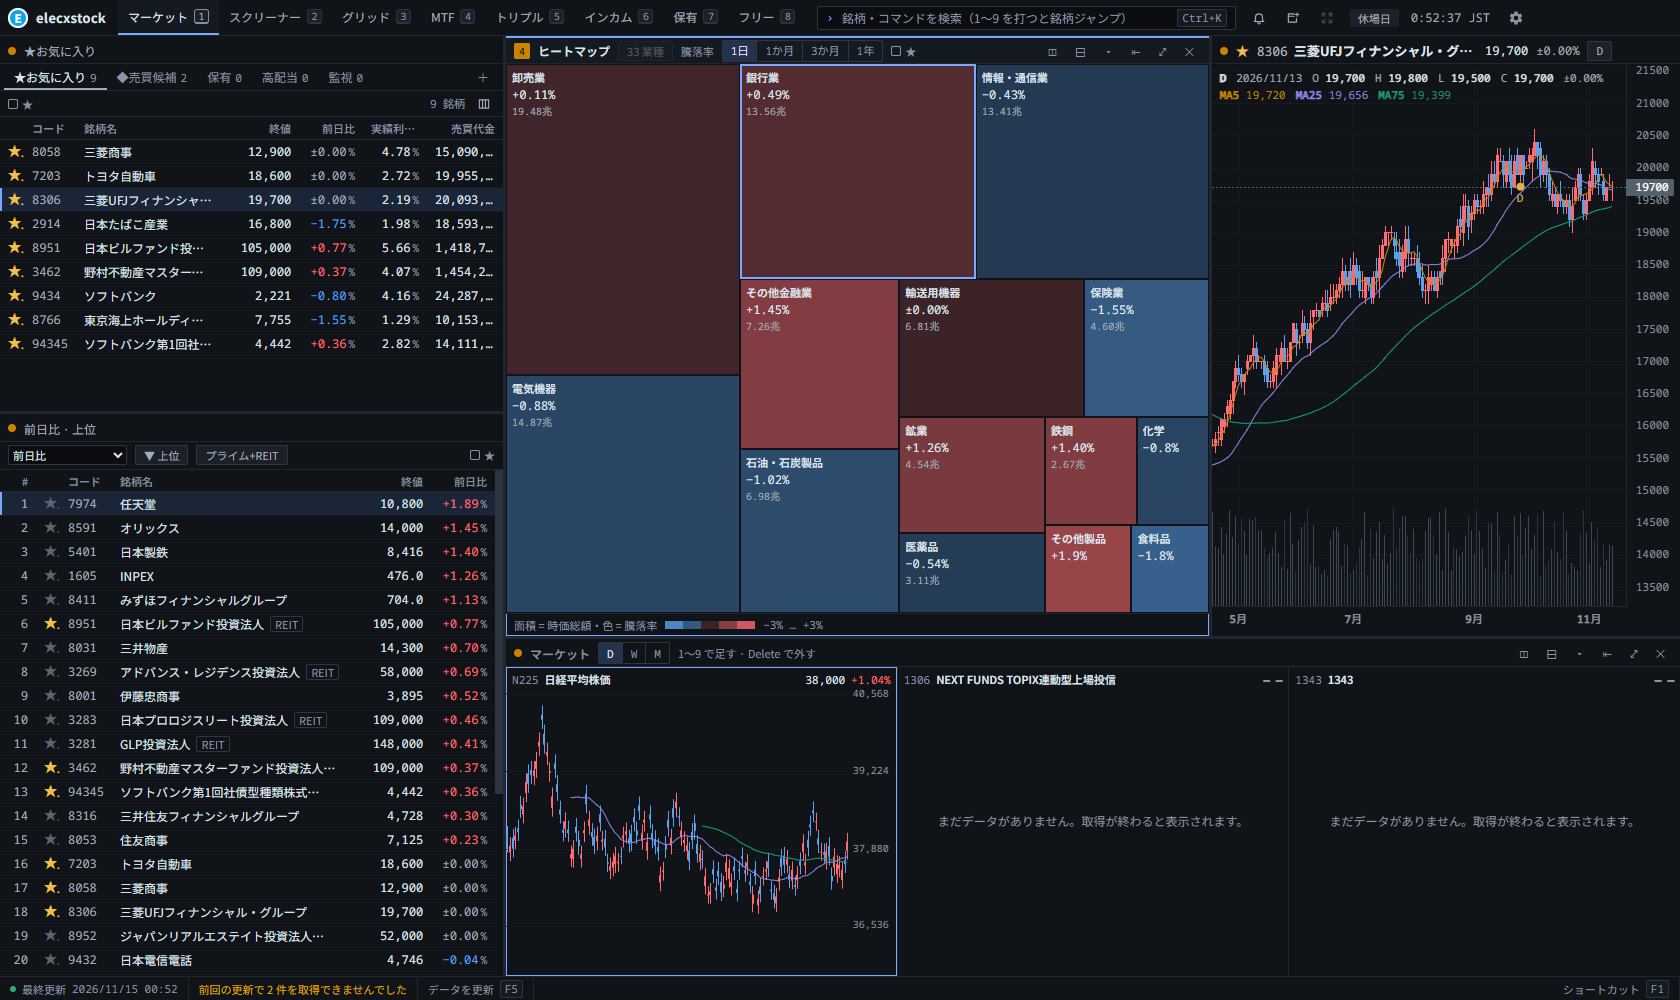 elecxstock
マーケット 1 スクリーナー 2 グリッド 3 MTF 4 トリプル 5 インカム 6 保有 7 フリー 8
› 銘柄・コマンドを検索（1〜9 を打つと銘柄ジャンプ） Ctrl+K
休場日 0:52:37 JST
★お気に入り
★お気に入り 9 ◆売買候補 2 保有 0 高配当 0 監視 0 ＋
★ 9 銘柄
コード 銘柄名 終値 前日比 実績利… 売買代金
8058 三菱商事 12,900 ±0.00% 4.78% 15,090,…
7203 トヨタ自動車 18,600 ±0.00% 2.72% 19,955,…
8306 三菱UFJフィナンシャ… 19,700 ±0.00% 2.19% 20,093,…
2914 日本たばこ産業 16,800 −1.75% 1.98% 18,593,…
8951 日本ビルファンド投… 105,000 +0.77% 5.66% 1,418,7…
3462 野村不動産マスター… 109,000 +0.37% 4.07% 1,454,2…
9434 ソフトバンク 2,221 −0.80% 4.16% 24,287,…
8766 東京海上ホールディ… 7,755 −1.55% 1.29% 10,153,…
94345 ソフトバンク第1回社… 4,442 +0.36% 2.82% 14,111,…
前日比・上位
前日比 ▼上位 プライム+REIT ★
# コード 銘柄名 終値 前日比
1 7974 任天堂 10,800 +1.89%
2 8591 オリックス 14,000 +1.45%
3 5401 日本製鉄 8,416 +1.40%
4 1605 INPEX 476.0 +1.26%
5 8411 みずほフィナンシャルグループ 704.0 +1.13%
6 8951 日本ビルファンド投資法人 REIT 105,000 +0.77%
7 8031 三井物産 14,300 +0.70%
8 3269 アドバンス・レジデンス投資法人 REIT 58,000 +0.69%
9 8001 伊藤忠商事 3,895 +0.52%
10 3283 日本プロロジスリート投資法人 REIT 109,000 +0.46%
11 3281 GLP投資法人 REIT 148,000 +0.41%
12 3462 野村不動産マスターファンド投資法人… 109,000 +0.37%
13 94345 ソフトバンク第1回社債型種類株式… 4,442 +0.36%
14 8316 三井住友フィナンシャルグループ 4,728 +0.30%
15 8053 住友商事 7,125 +0.23%
16 7203 トヨタ自動車 18,600 ±0.00%
17 8058 三菱商事 12,900 ±0.00%
18 8306 三菱UFJフィナンシャル・グループ 19,700 ±0.00%
19 8952 ジャパンリアルエステイト投資法人… 52,000 ±0.00%
20 9432 日本電信電話 4,746 −0.04%
4 ヒートマップ 33 業種 騰落率 1日 1か月 3か月 1年 ★
卸売業
+0.11%
19.48兆
銀行業
+0.49%
13.56兆
情報・通信業
−0.43%
13.41兆
電気機器
−0.88%
14.87兆
その他金融業
+1.45%
7.26兆
輸送用機器
±0.00%
6.81兆
保険業
−1.55%
4.60兆
石油・石炭製品
−1.02%
6.98兆
鉱業
+1.26%
4.54兆
鉄鋼
+1.40%
2.67兆
化学
−0.8%
医薬品
−0.54%
3.11兆
その他製品
+1.9%
食料品
−1.8%
面積 = 時価総額・色 = 騰落率 −3% … +3%
★ 8306 三菱UFJフィナンシャル・グ… 19,700 ±0.00% D
D 2026/11/13 O 19,700 H 19,800 L 19,500 C 19,700 ±0.00%
MA5 19,720 MA25 19,656 MA75 19,399
21500
21000
20500
20000
19700
19500
19000
18500
18000
17500
17000
16500
16000
15500
15000
14500
14000
13500
D
5月 7月 9月 11月
マーケット D W M 1〜9 で足す・Delete で外す
N225 日経平均株価 38,000 +1.04%
40,568
39,224
37,880
36,536
1306 NEXT FUNDS TOPIX連動型上場投信 — —
まだデータがありません。取得が終わると表示されます。
1343 1343 — —
まだデータがありません。取得が終わると表示されます。
最終更新 2026/11/15 00:52 前回の更新で 2 件を取得できませんでした データを更新 F5
ショートカット F1